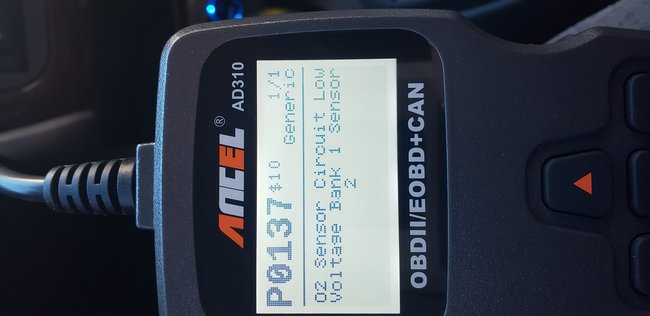 ANCEL®
AD310
P0137 $10 1/1
Generic
O2 Sensor Circuit Low
Voltage Bank 1 Sensor
2
OBDII/EOBD+CAN